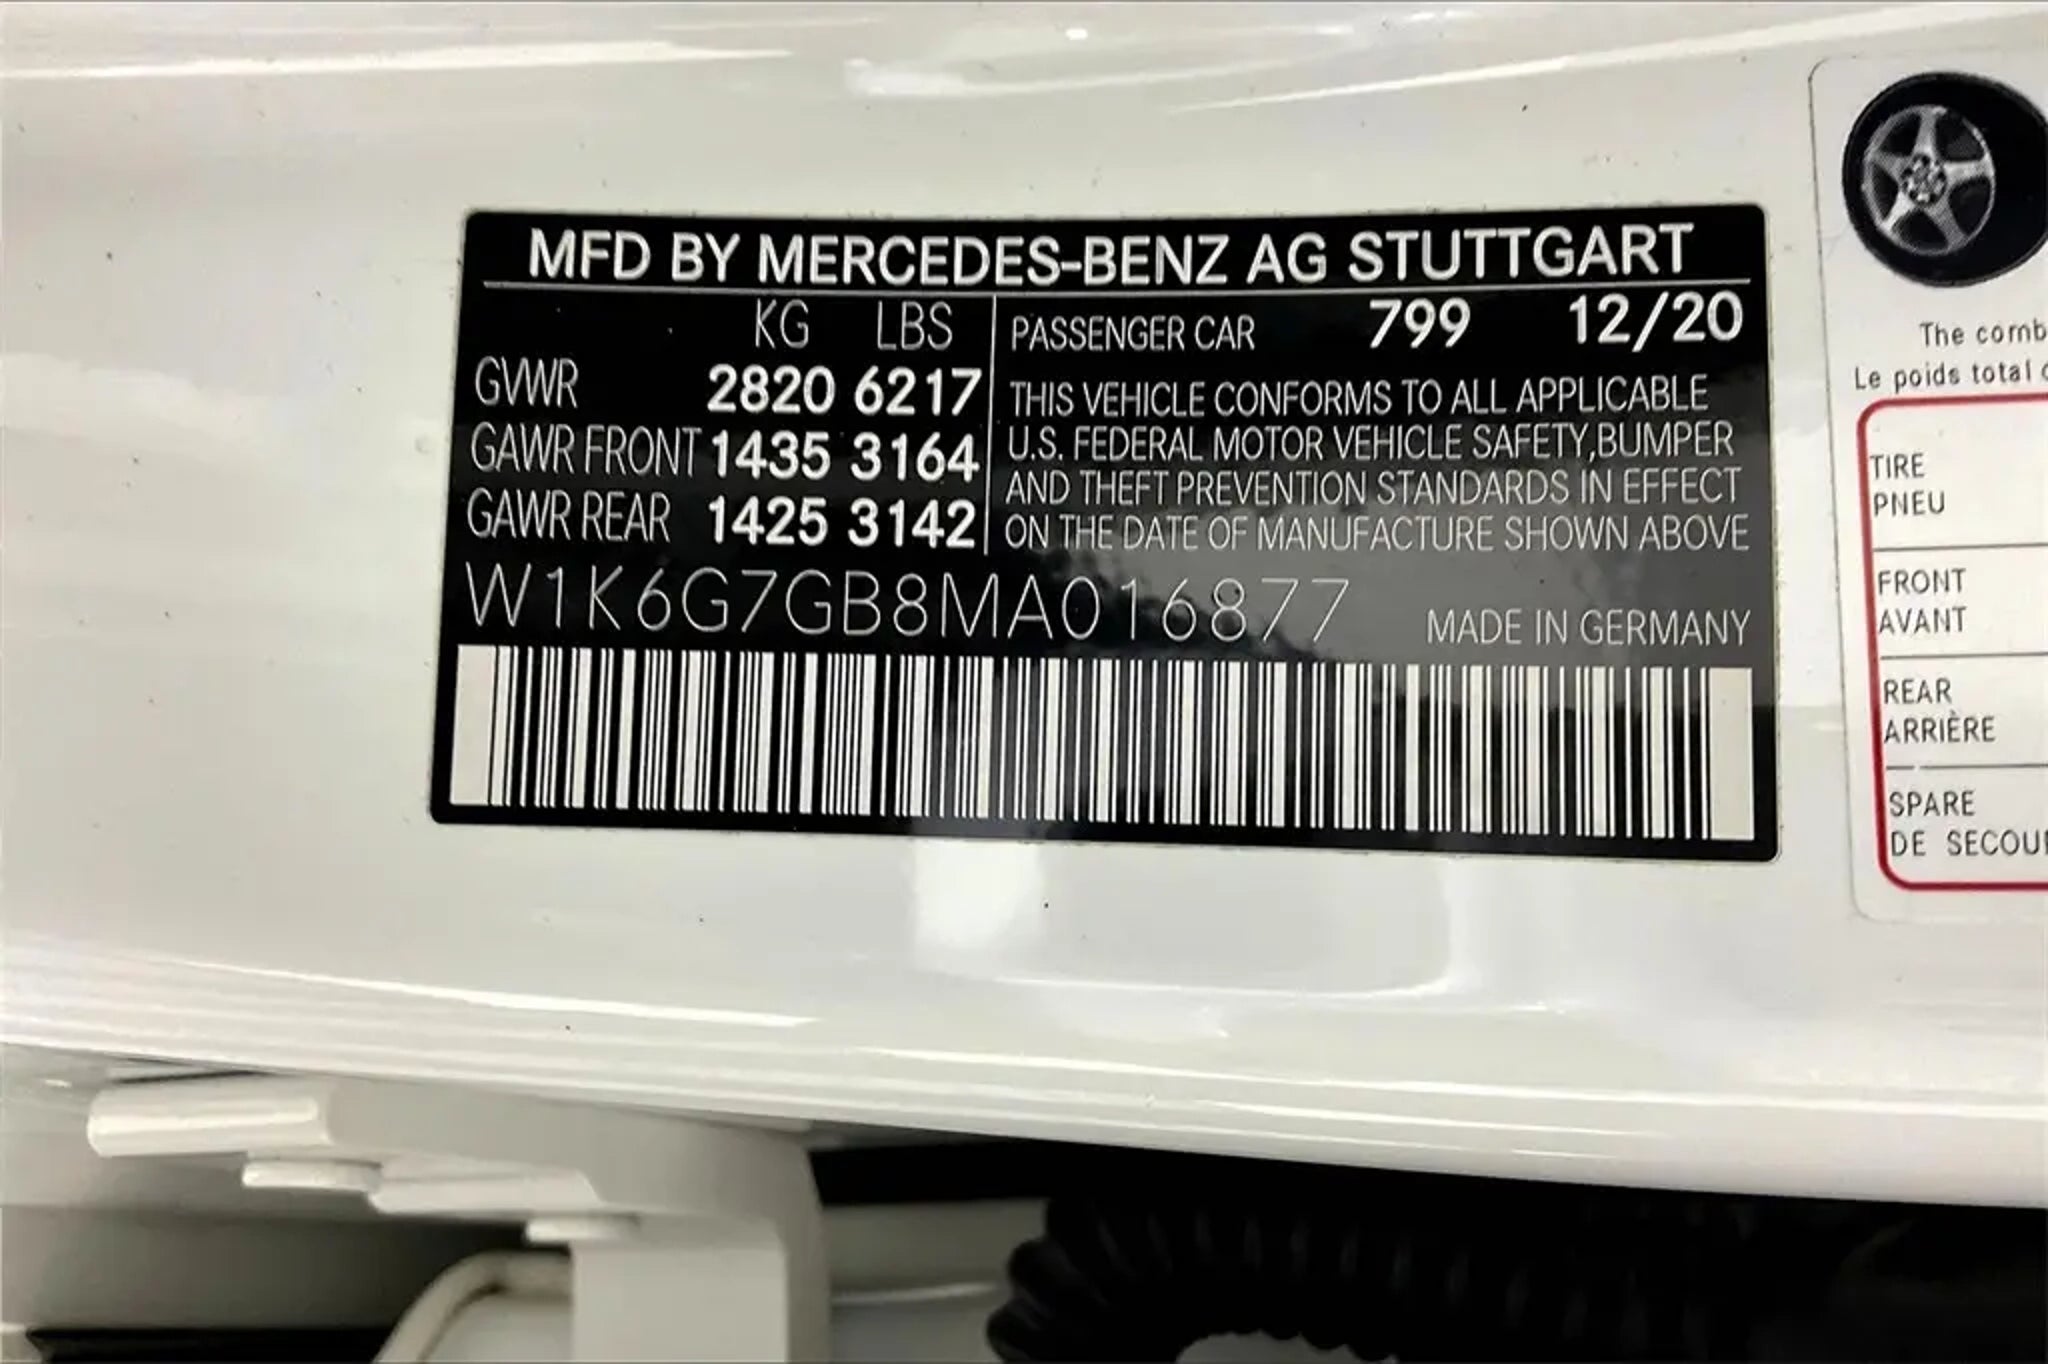 MFD BY MERCEDES-BENZ AG STUTTGART
KG LBS
GVWR 2820 6217
GAWR FRONT 1435 3164
GAWR REAR 1425 3142
PASSENGER CAR 799 12/20
THIS VEHICLE CONFORMS TO ALL APPLICABLE
U.S. FEDERAL MOTOR VEHICLE SAFETY,BUMPER
AND THEFT PREVENTION STANDARDS IN EFFECT
ON THE DATE OF MANUFACTURE SHOWN ABOVE
W1K6G7GB8MA016877
MADE IN GERMANY
The comb
Le poids total
TIRE
PNEU
FRONT
AVANT
REAR
ARRIÈRE
SPARE
DE SECOU